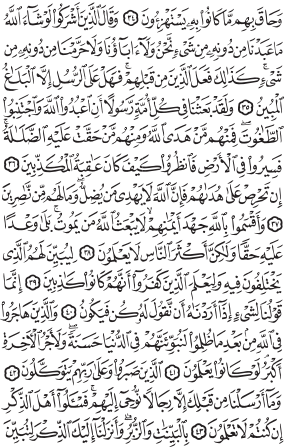 وَحَاقَ بِهِم مَّا كَانُوا۟ بِهِۦ يَسْتَهْزِءُونَ ٣٤ وَقَالَ ٱلَّذِينَ أَشْرَكُوا۟ لَوْ شَآءَ ٱللَّهُ
مَا عَبَدْنَا مِن دُونِهِۦ مِن شَىْءٍ نَّحْنُ وَلَآ ءَابَآؤُنَا وَلَا حَرَّمْنَا مِن دُونِهِۦ مِن
شَىْءٍ ۚ كَذَٰلِكَ فَعَلَ ٱلَّذِينَ مِن قَبْلِهِمْ ۚ فَهَلْ عَلَى ٱلرُّسُلِ إِلَّا ٱلْبَلَٰغُ
ٱلْمُبِينُ ٣٥ وَلَقَدْ بَعَثْنَا فِى كُلِّ أُمَّةٍ رَّسُولًا أَنِ ٱعْبُدُوا۟ ٱللَّهَ وَٱجْتَنِبُوا۟
ٱلطَّٰغُوتَ ۖ فَمِنْهُم مَّنْ هَدَى ٱللَّهُ وَمِنْهُم مَّنْ حَقَّتْ عَلَيْهِ ٱلضَّلَٰلَةُ ۚ
فَسِيرُوا۟ فِى ٱلْأَرْضِ فَٱنظُرُوا۟ كَيْفَ كَانَ عَٰقِبَةُ ٱلْمُكَذِّبِينَ
٣٦ إِن تَحْرِصْ عَلَىٰ هُدَىٰهُمْ فَإِنَّ ٱللَّهَ لَا يَهْدِى مَن يُضِلُّ ۖ وَمَا لَهُم مِّن نَّٰصِرِينَ
٣٧ وَأَقْسَمُوا۟ بِٱللَّهِ جَهْدَ أَيْمَٰنِهِمْ ۙ لَا يَبْعَثُ ٱللَّهُ مَن يَمُوتُ ۚ بَلَىٰ وَعْدًا
عَلَيْهِ حَقًّا وَلَٰكِنَّ أَكْثَرَ ٱلنَّاسِ لَا يَعْلَمُونَ ٣٨ لِيُبَيِّنَ لَهُمُ ٱلَّذِى
يَخْتَلِفُونَ فِيهِ وَلِيَعْلَمَ ٱلَّذِينَ كَفَرُوٓا۟ أَنَّهُمْ كَانُوا۟ كَٰذِبِينَ ٣٩ إِنَّمَا
قَوْلُنَا لِشَىْءٍ إِذَآ أَرَدْنَٰهُ أَن نَّقُولَ لَهُۥ كُن فَيَكُونُ ٤٠ وَٱلَّذِينَ هَاجَرُوا۟
فِى ٱللَّهِ مِنۢ بَعْدِ مَا ظُلِمُوا۟ لَنُبَوِّئَنَّهُمْ فِى ٱلدُّنْيَا حَسَنَةً ۖ وَلَأَجْرُ ٱلْءَاخِرَةِ
أَكْبَرُ ۚ لَوْ كَانُوا۟ يَعْلَمُونَ ٤١ ٱلَّذِينَ صَبَرُوا۟ وَعَلَىٰ رَبِّهِمْ يَتَوَكَّلُونَ ٤٢
وَمَآ أَرْسَلْنَا مِن قَبْلِكَ إِلَّا رِجَالًا نُّوحِىٓ إِلَيْهِمْ ۚ فَسْـَٔلُوٓا۟ أَهْلَ ٱلذِّكْرِ
إِن كُنتُمْ لَا تَعْلَمُونَ ٤٣ بِٱلْبَيِّنَٰتِ وَٱلزُّبُرِ ۗ وَأَنزَلْنَآ إِلَيْكَ ٱلذِّكْرَ لِتُبَيِّنَ